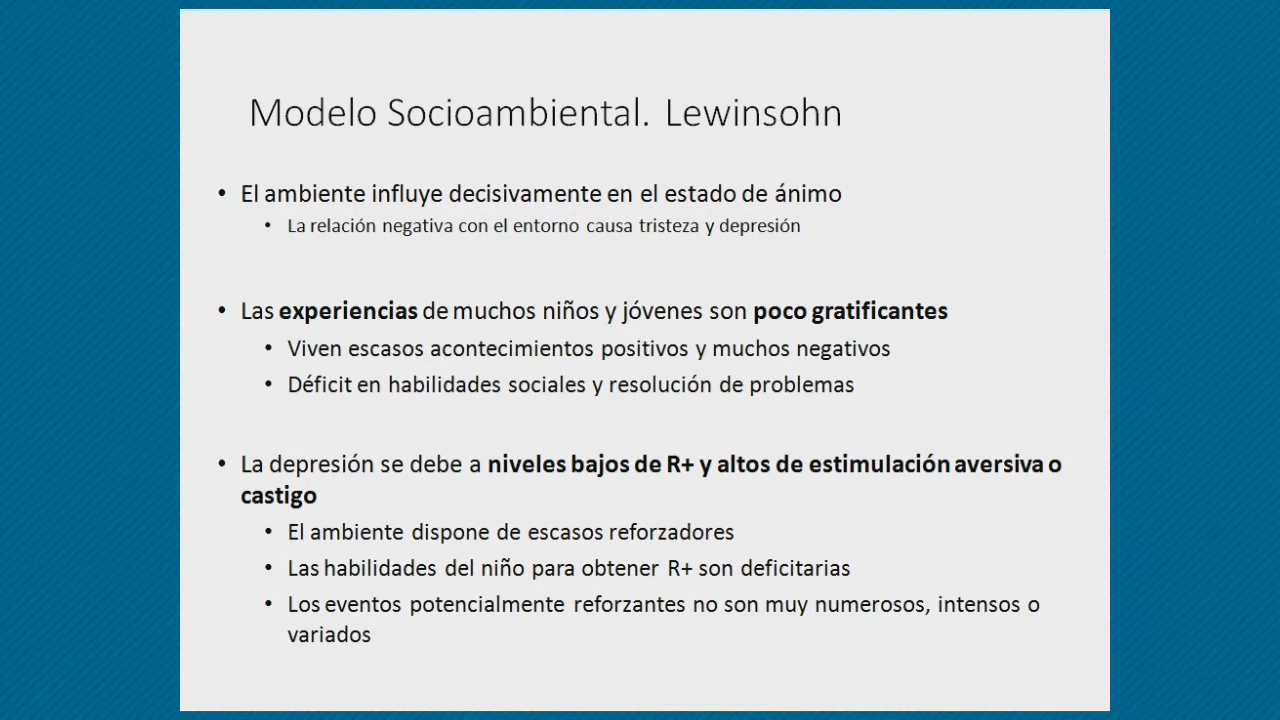 Modelo Socioambiental. Lewinsohn
• El ambiente influye decisivamente en el estado de ánimo
• La relación negativa con el entorno causa tristeza y depresión
• Las experiencias de muchos niños y jóvenes son poco gratificantes
• Viven escasos acontecimientos positivos y muchos negativos
• Déficit en habilidades sociales y resolución de problemas
• La depresión se debe a niveles bajos de R+ y altos de estimulación aversiva o
castigo
• El ambiente dispone de escasos reforzadores
• Las habilidades del niño para obtener R+ son deficitarias
• Los eventos potencialmente reforzantes no son muy numerosos, intensos o
variados